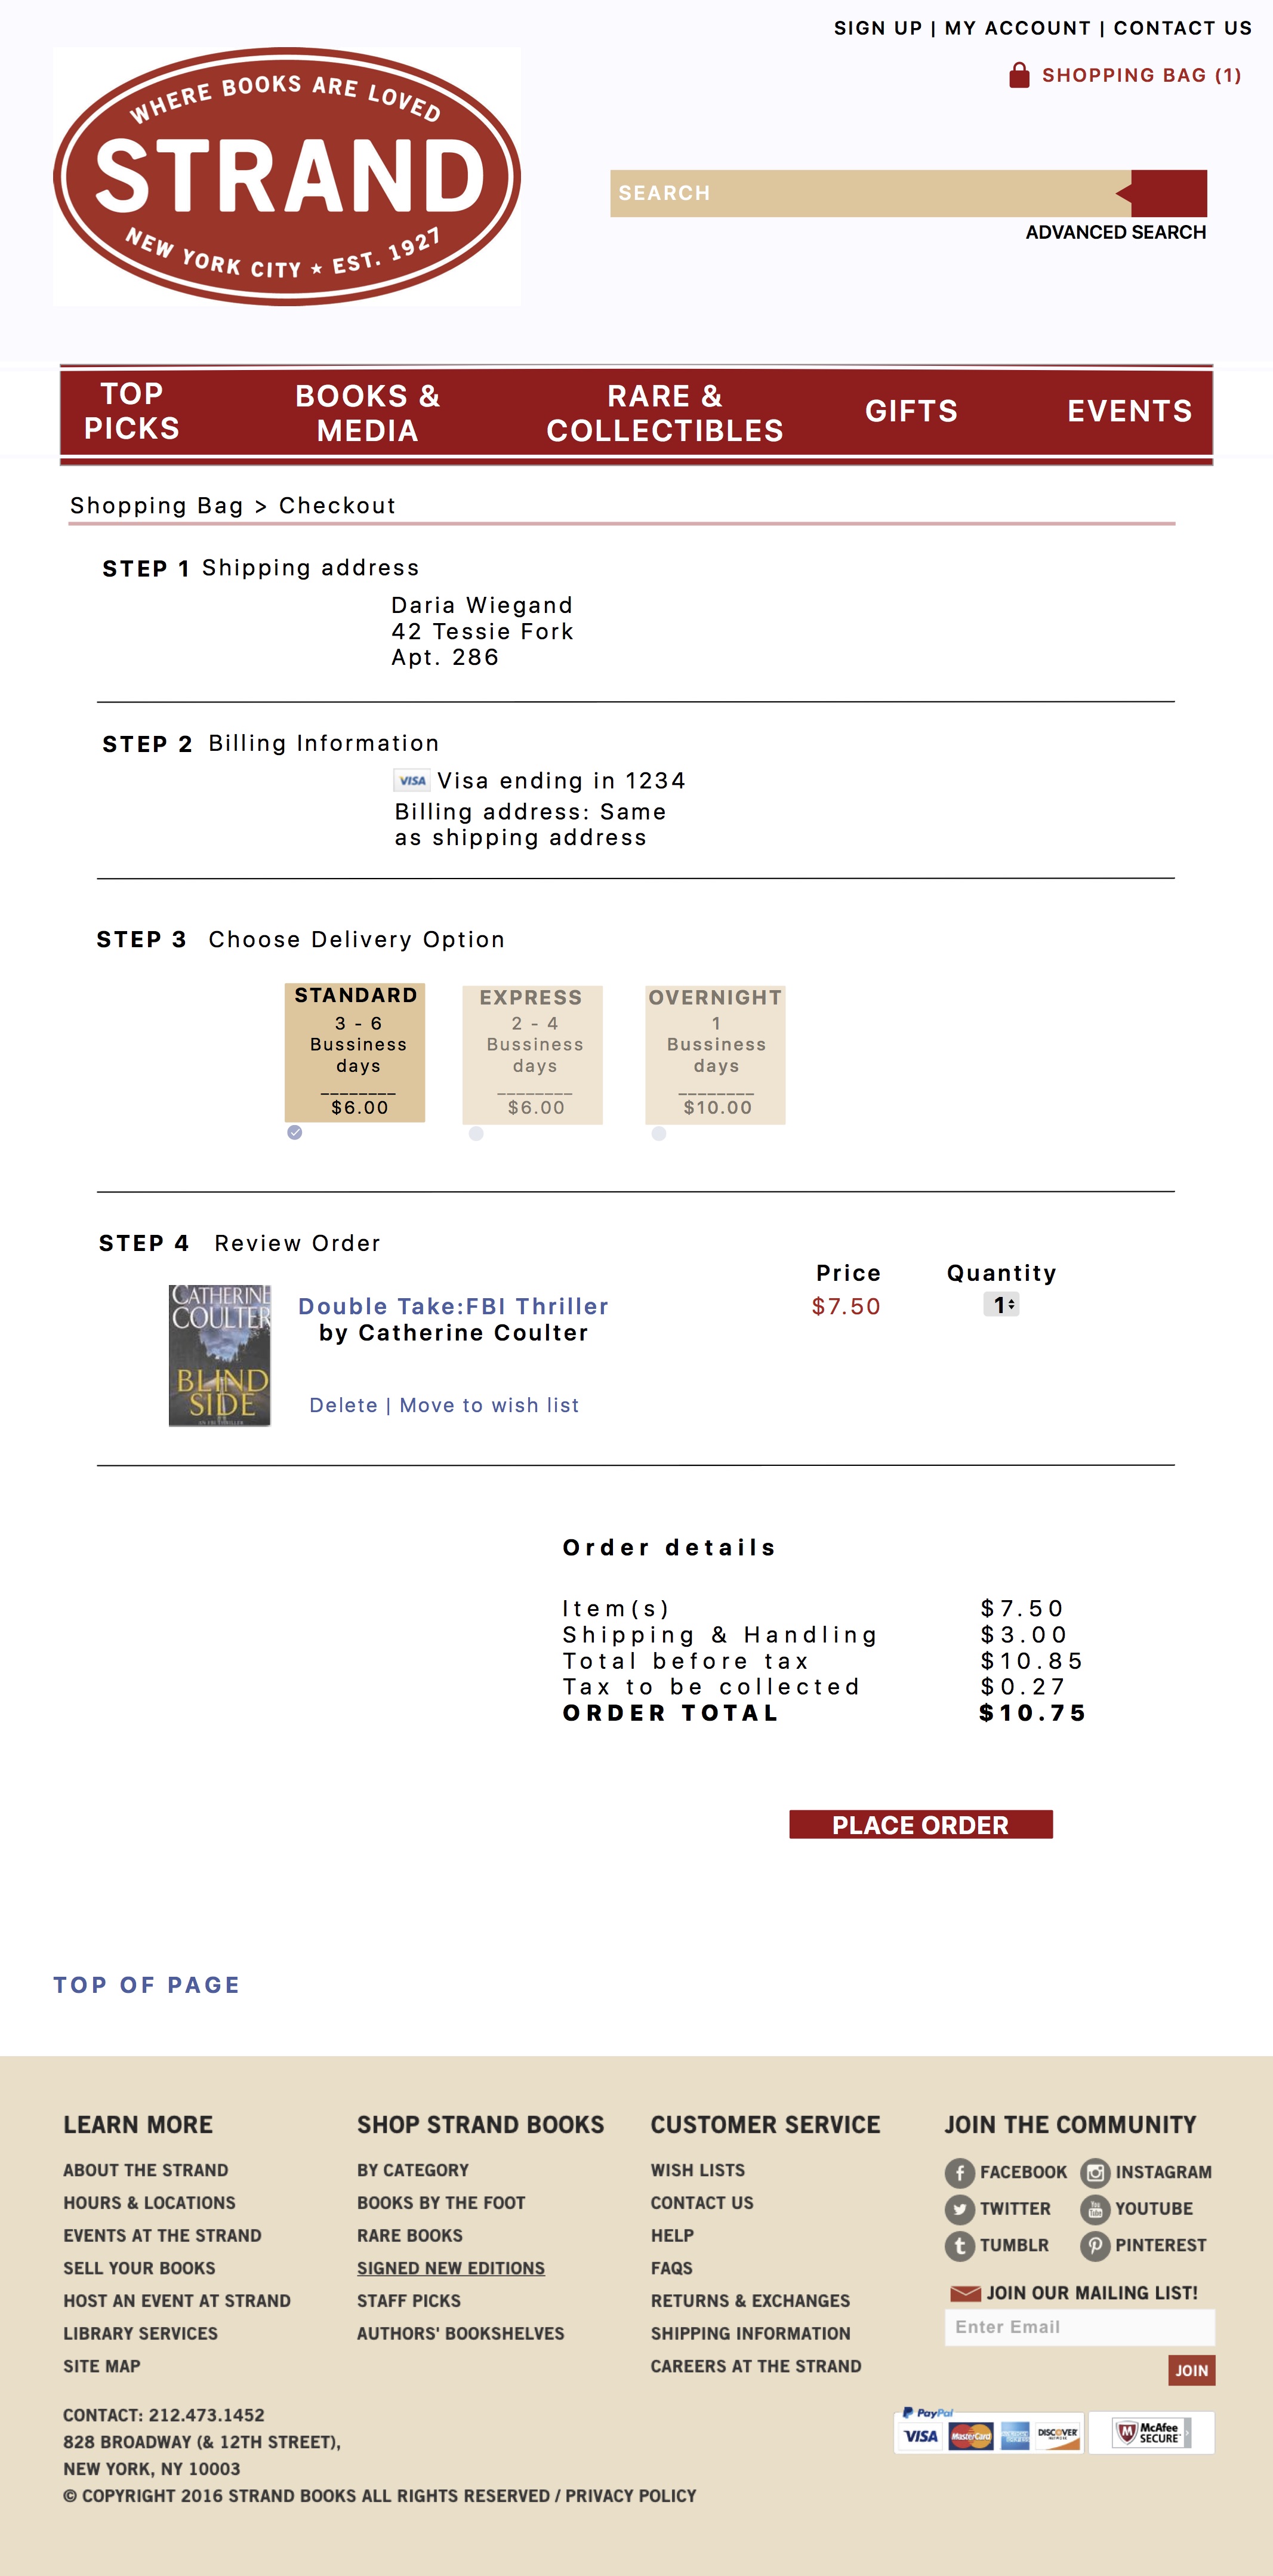 SIGN UP | MY ACCOUNT | CONTACT US
SHOPPING BAG (1)
WHERE BOOKS ARE LOVED
STRAND
NEW YORK CITY ★ EST. 1927
SEARCH
ADVANCED SEARCH
TOP PICKS
BOOKS & MEDIA
RARE & COLLECTIBLES
GIFTS
EVENTS
Shopping Bag > Checkout
STEP 1 Shipping address
Daria Wiegand
42 Tessie Fork
Apt. 286
STEP 2 Billing Information
VISA Visa ending in 1234
Billing address: Same
as shipping address
STEP 3 Choose Delivery Option
STANDARD
3 - 6
Bussiness
days
________
$6.00
EXPRESS
2 - 4
Bussiness
days
________
$6.00
OVERNIGHT
1
Bussiness
days
________
$10.00
STEP 4 Review Order
Price Quantity
CATHERINE
COULTER
BLIND
SIDE
AN FBI THRILLER
Double Take:FBI Thriller
by Catherine Coulter
$7.50 1
Delete | Move to wish list
Order details
Item(s) $7.50
Shipping & Handling $3.00
Total before tax $10.85
Tax to be collected $0.27
ORDER TOTAL $10.75
PLACE ORDER
TOP OF PAGE
LEARN MORE
ABOUT THE STRAND
HOURS & LOCATIONS
EVENTS AT THE STRAND
SELL YOUR BOOKS
HOST AN EVENT AT STRAND
LIBRARY SERVICES
SITE MAP
SHOP STRAND BOOKS
BY CATEGORY
BOOKS BY THE FOOT
RARE BOOKS
SIGNED NEW EDITIONS
STAFF PICKS
AUTHORS' BOOKSHELVES
CUSTOMER SERVICE
WISH LISTS
CONTACT US
HELP
FAQS
RETURNS & EXCHANGES
SHIPPING INFORMATION
CAREERS AT THE STRAND
JOIN THE COMMUNITY
FACEBOOK INSTAGRAM
TWITTER YOUTUBE
TUMBLR PINTEREST
JOIN OUR MAILING LIST!
Enter Email
JOIN
CONTACT: 212.473.1452
828 BROADWAY (& 12TH STREET),
NEW YORK, NY 10003
© COPYRIGHT 2016 STRAND BOOKS ALL RIGHTS RESERVED / PRIVACY POLICY
PayPal
VISA MasterCard DISCOVER
McAfee
SECURE